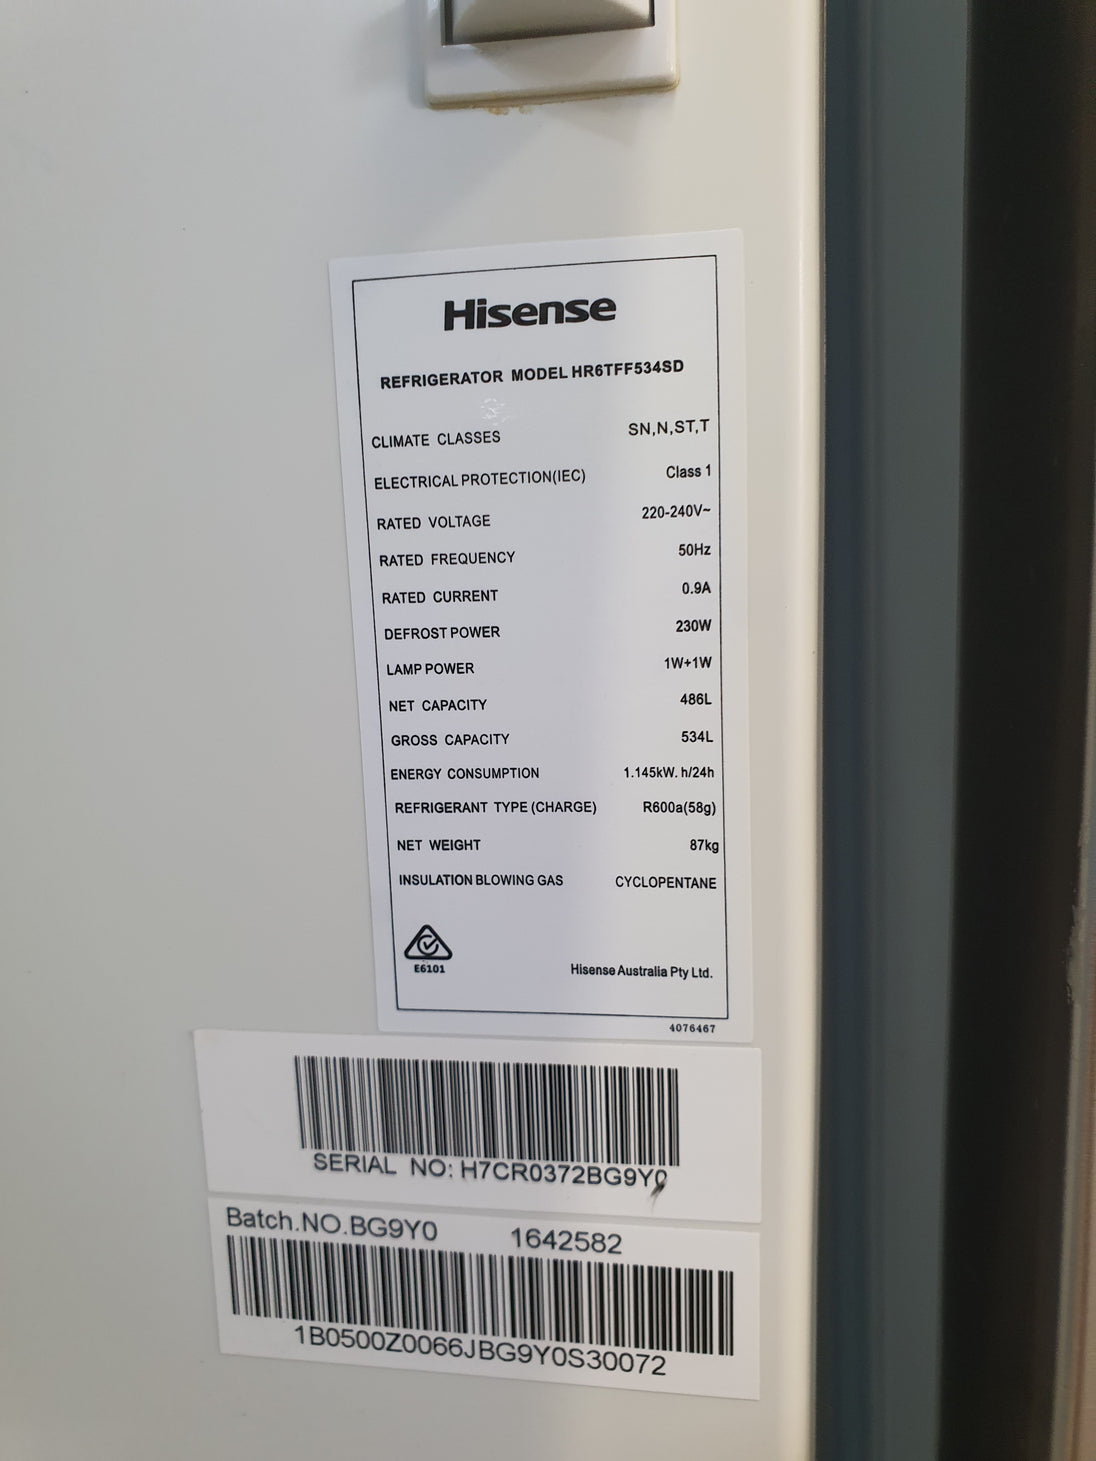 Hisense
REFRIGERATOR MODEL HR6TFF534SD
CLIMATE CLASSES SN,N,ST,T
ELECTRICAL PROTECTION(IEC) Class 1
RATED VOLTAGE 220-240V~
RATED FREQUENCY 50Hz
RATED CURRENT 0.9A
DEFROST POWER 230W
LAMP POWER 1W+1W
NET CAPACITY 486L
GROSS CAPACITY 534L
ENERGY CONSUMPTION 1.145kW. h/24h
REFRIGERANT TYPE (CHARGE) R600a(58g)
NET WEIGHT 87kg
INSULATION BLOWING GAS CYCLOPENTANE
E6101
Hisense Australia Pty Ltd.
4076467
SERIAL NO: H7CR0372BG9Y0
Batch.NO.BG9Y0 1642582
1B0500Z0066JBG9Y0S30072